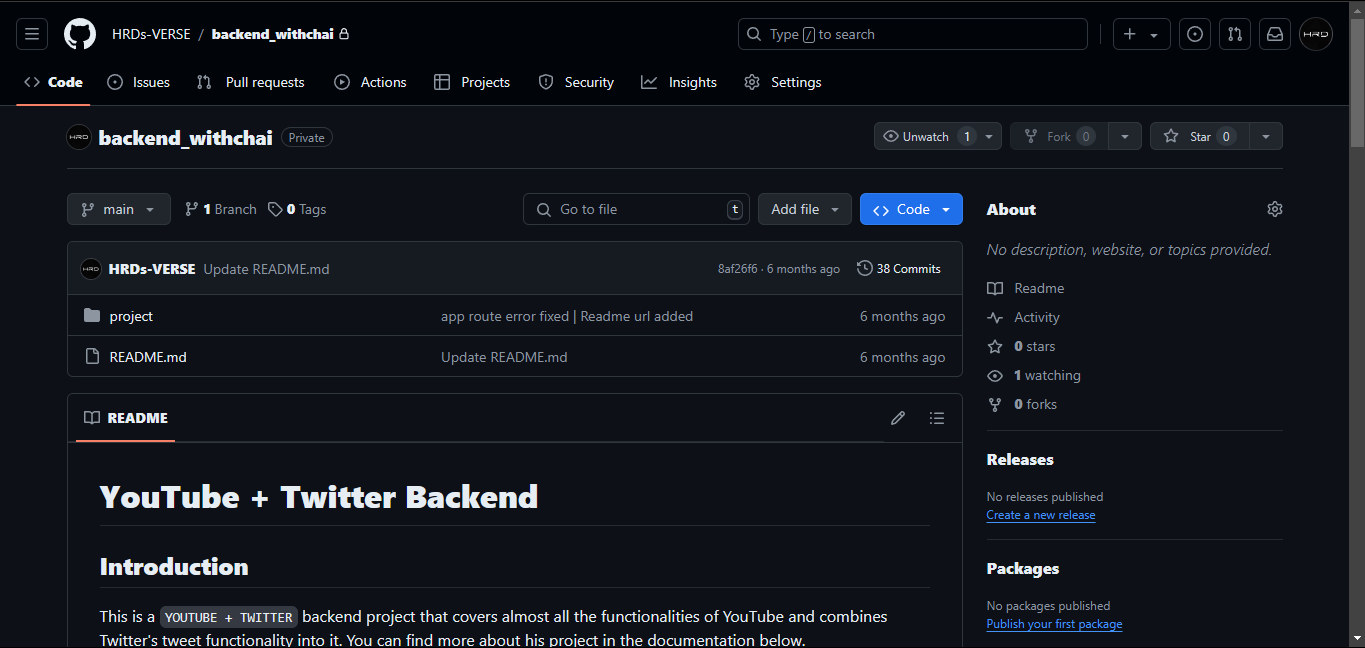 HRDs-VERSE / backend_withchai
Type / to search
HRD
Code Issues Pull requests Actions Projects Security Insights Settings
HRD backend_withchai Private
Unwatch 1 Fork 0 Star 0
main 1 Branch 0 Tags
Go to file t Add file Code
HRD HRDs-VERSE Update README.md 8af26f6 · 6 months ago 38 Commits
project app route error fixed | Readme url added 6 months ago
README.md Update README.md 6 months ago
README
YouTube + Twitter Backend
Introduction
This is a YOUTUBE + TWITTER backend project that covers almost all the functionalities of YouTube and combines
Twitter's tweet functionality into it. You can find more about his project in the documentation below.
About
No description, website, or topics provided.
Readme
Activity
0 stars
1 watching
0 forks
Releases
No releases published
Create a new release
Packages
No packages published
Publish your first package